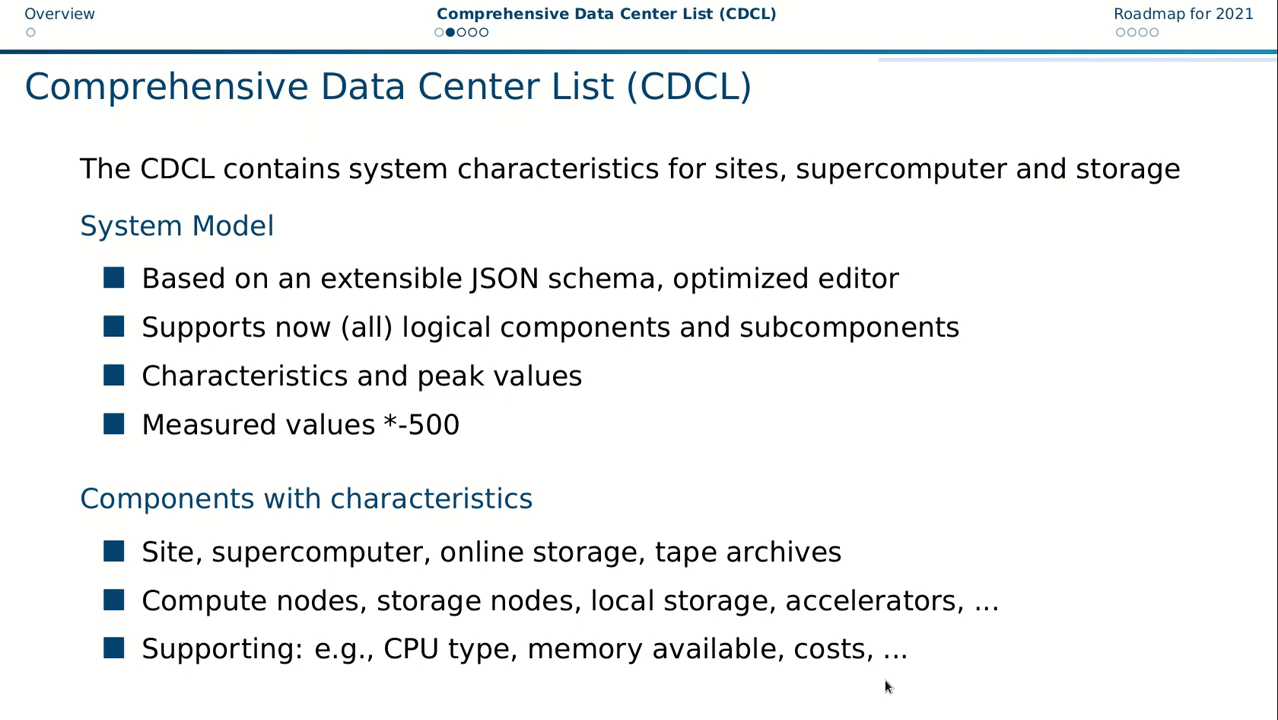 Overview
Comprehensive Data Center List (CDCL)
Roadmap for 2021
Comprehensive Data Center List (CDCL)
The CDCL contains system characteristics for sites, supercomputer and storage
System Model
Based on an extensible JSON schema, optimized editor
Supports now (all) logical components and subcomponents
Characteristics and peak values
Measured values *-500
Components with characteristics
Site, supercomputer, online storage, tape archives
Compute nodes, storage nodes, local storage, accelerators, ...
Supporting: e.g., CPU type, memory available, costs, ...